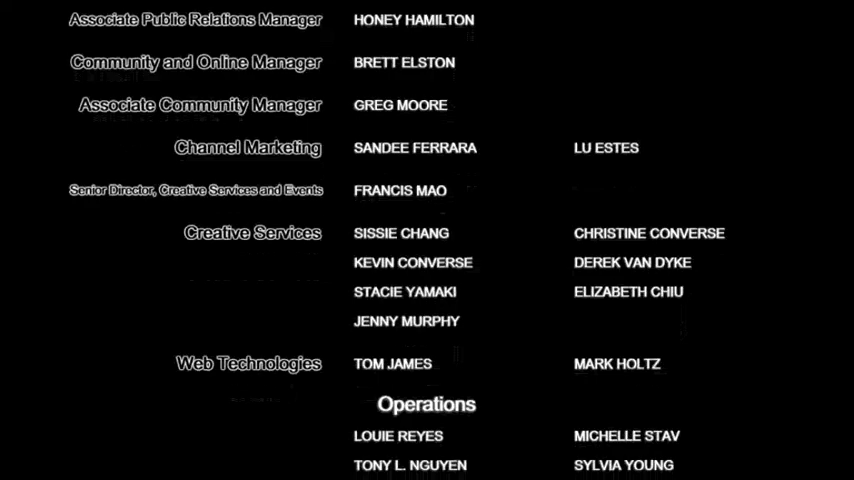 Associate Public Relations Manager HONEY HAMILTON
Community and Online Manager BRETT ELSTON
Associate Community Manager GREG MOORE
Channel Marketing SANDEE FERRARA LU ESTES
Senior Director, Creative Services and Events FRANCIS MAO
Creative Services SISSIE CHANG CHRISTINE CONVERSE
KEVIN CONVERSE DEREK VAN DYKE
STACIE YAMAKI ELIZABETH CHIU
JENNY MURPHY
Web Technologies TOM JAMES MARK HOLTZ
Operations
LOUIE REYES MICHELLE STAV
TONY L. NGUYEN SYLVIA YOUNG